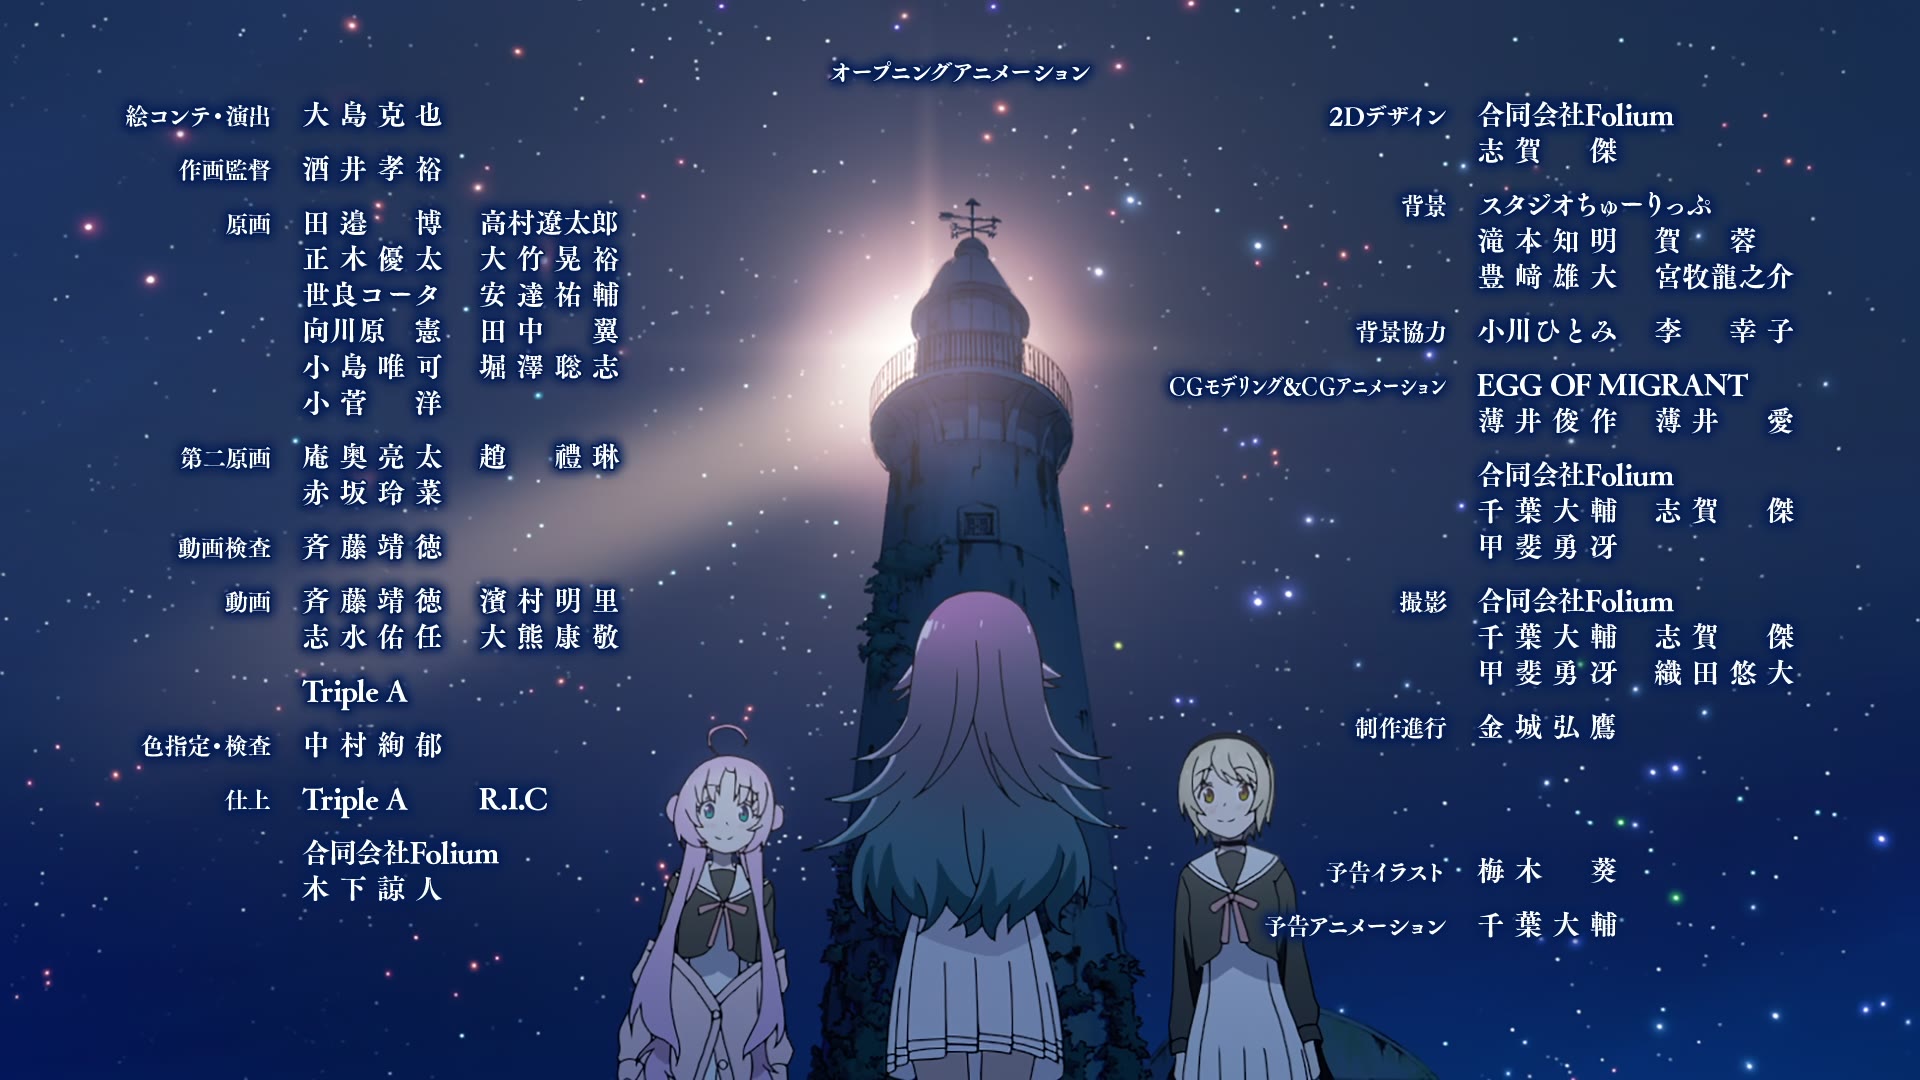 オープニングアニメーション
絵コンテ・演出 大島克也
作画監督 酒井孝裕
原画 田邉博 高村遼太郎
正木優太 大竹晃裕
世良コータ 安達祐輔
向川原憲 田中翼
小島唯可 堀澤聡志
小菅洋
第二原画 庵奥亮太 趙禮琳
赤坂玲菜
動画検査 斉藤靖徳
動画 斉藤靖徳 濱村明里
志水佑任 大熊康敬
Triple A
色指定・検査 中村絢郁
仕上 Triple A R.I.C
合同会社Folium
木下諒人
2Dデザイン 合同会社Folium
志賀傑
背景 スタジオちゅーりっぷ
滝本知明 賀蓉
豊﨑雄大 宮牧龍之介
背景協力 小川ひとみ 李幸子
CGモデリング&CGアニメーション EGG OF MIGRANT
薄井俊作 薄井愛
合同会社Folium
千葉大輔 志賀傑
甲斐勇冴
撮影 合同会社Folium
千葉大輔 志賀傑
甲斐勇冴 織田悠大
制作進行 金城弘鷹
予告イラスト 梅木葵
予告アニメーション 千葉大輔